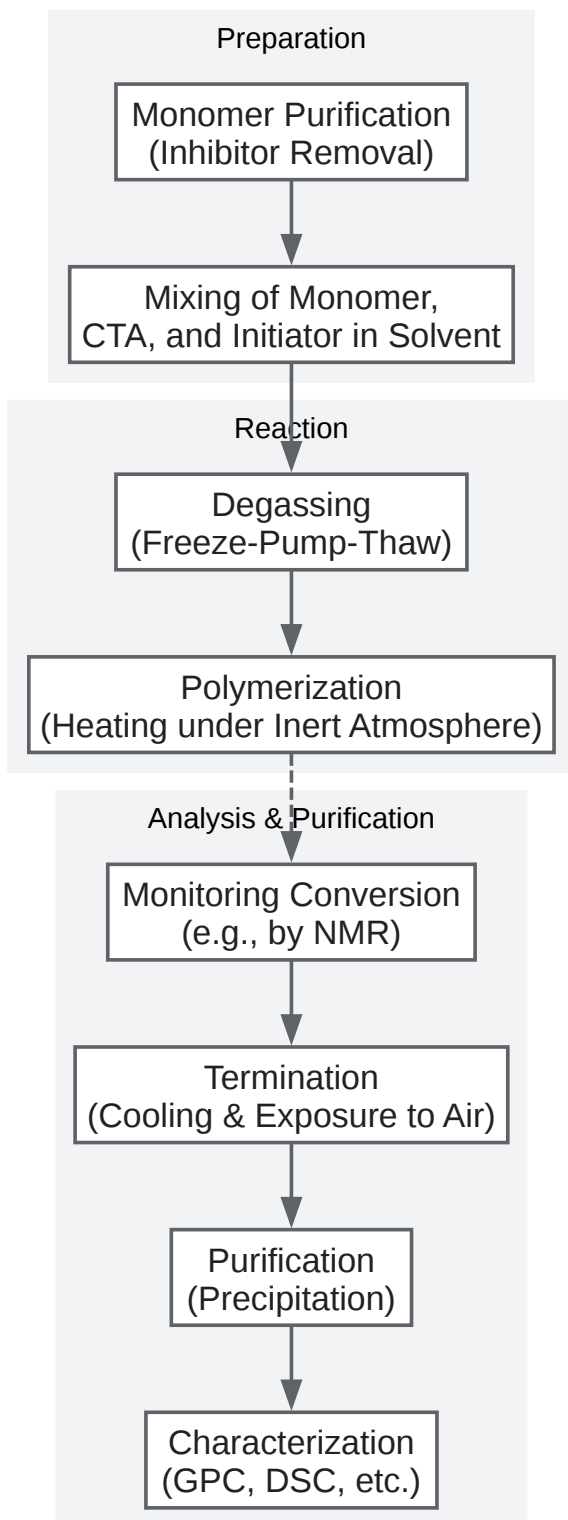 Preparation
Monomer Purification
(Inhibitor Removal)
Mixing of Monomer,
CTA, and Initiator in Solvent
Reaction
Degassing
(Freeze-Pump-Thaw)
Polymerization
(Heating under Inert Atmosphere)
Analysis & Purification
Monitoring Conversion
(e.g., by NMR)
Termination
(Cooling & Exposure to Air)
Purification
(Precipitation)
Characterization
(GPC, DSC, etc.)